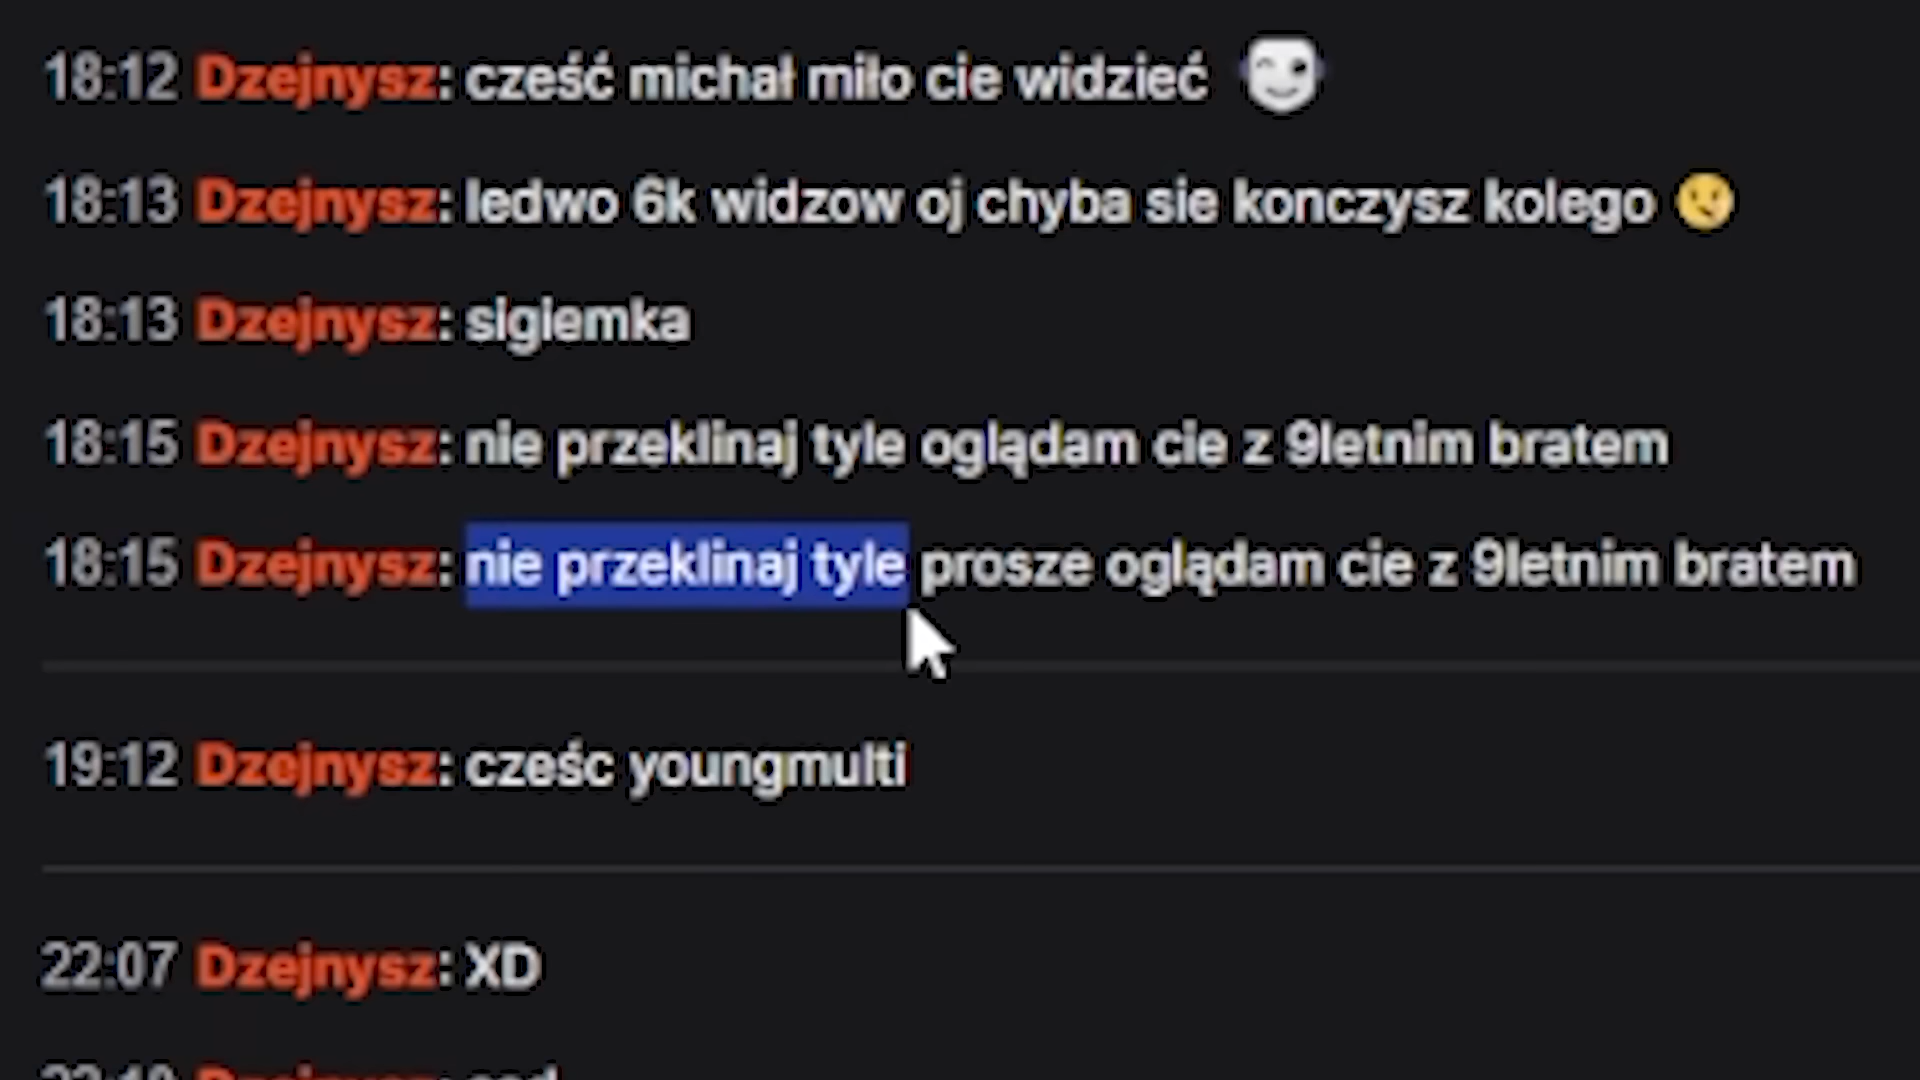 18:12 Dzejnysz: cześć michał miło cie widzieć
18:13 Dzejnysz: ledwo 6k widzow oj chyba sie konczysz kolego
18:13 Dzejnysz: sigiemka
18:15 Dzejnysz: nie przeklinaj tyle oglądam cie z 9letnim bratem
18:15 Dzejnysz: nie przeklinaj tyle prosze oglądam cie z 9letnim bratem
19:12 Dzejnysz: cześc youngmulti
22:07 Dzejnysz: XD